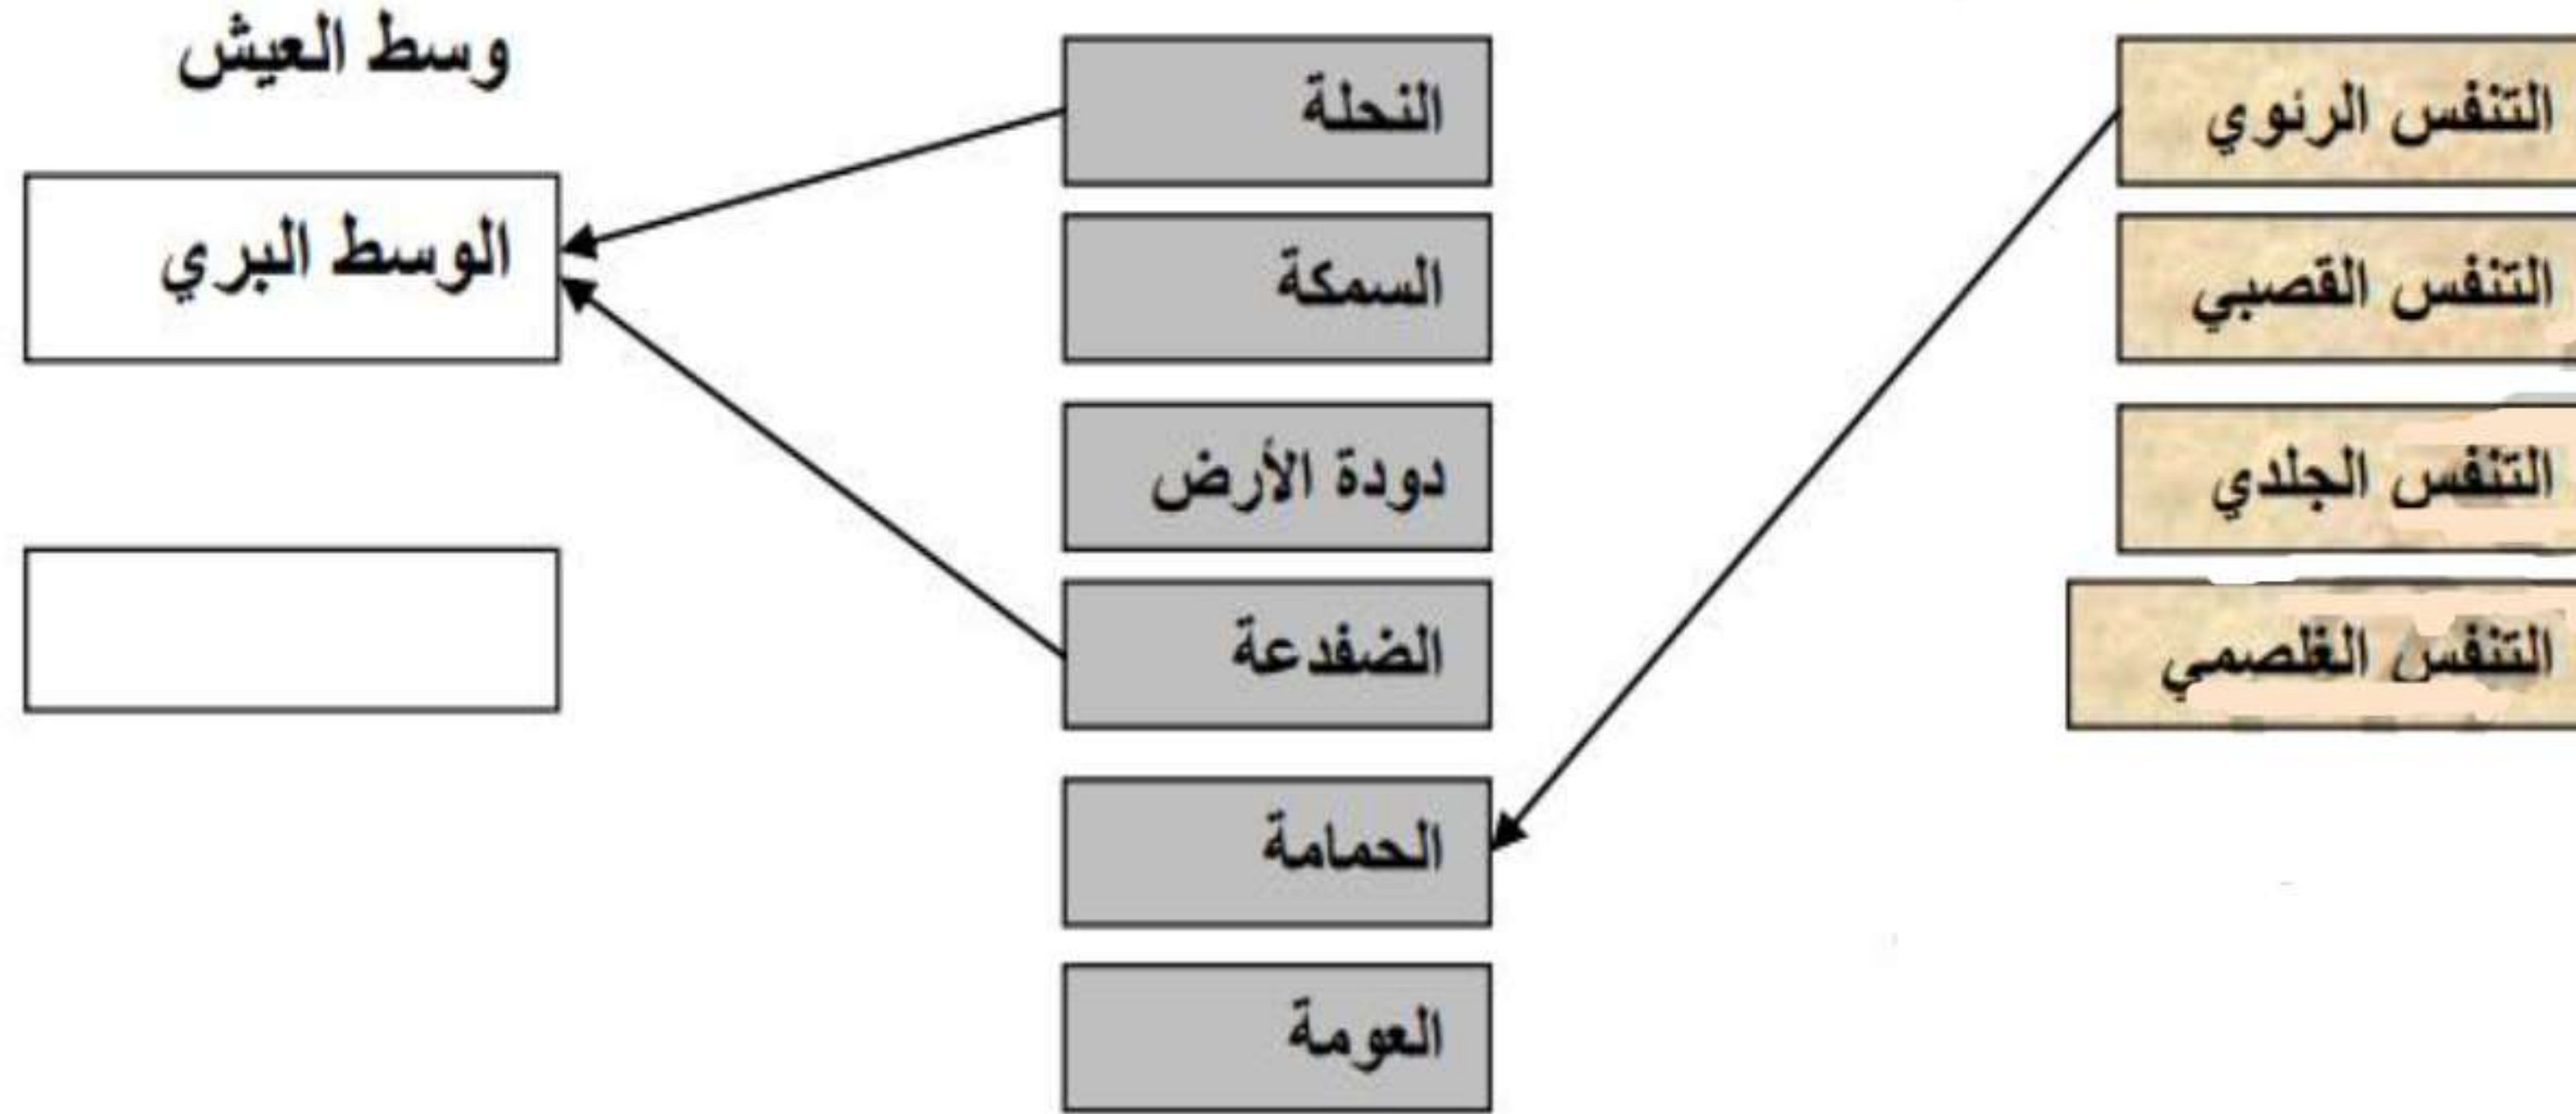 وسط العيش
النحلة
التنفس الرئوي
الوسط البري
السمكة
التنفس القصبي
دودة الأرض
التنفس الجلدي
الضفدعة
التنفس الغلصمي
الحمامة
العومة